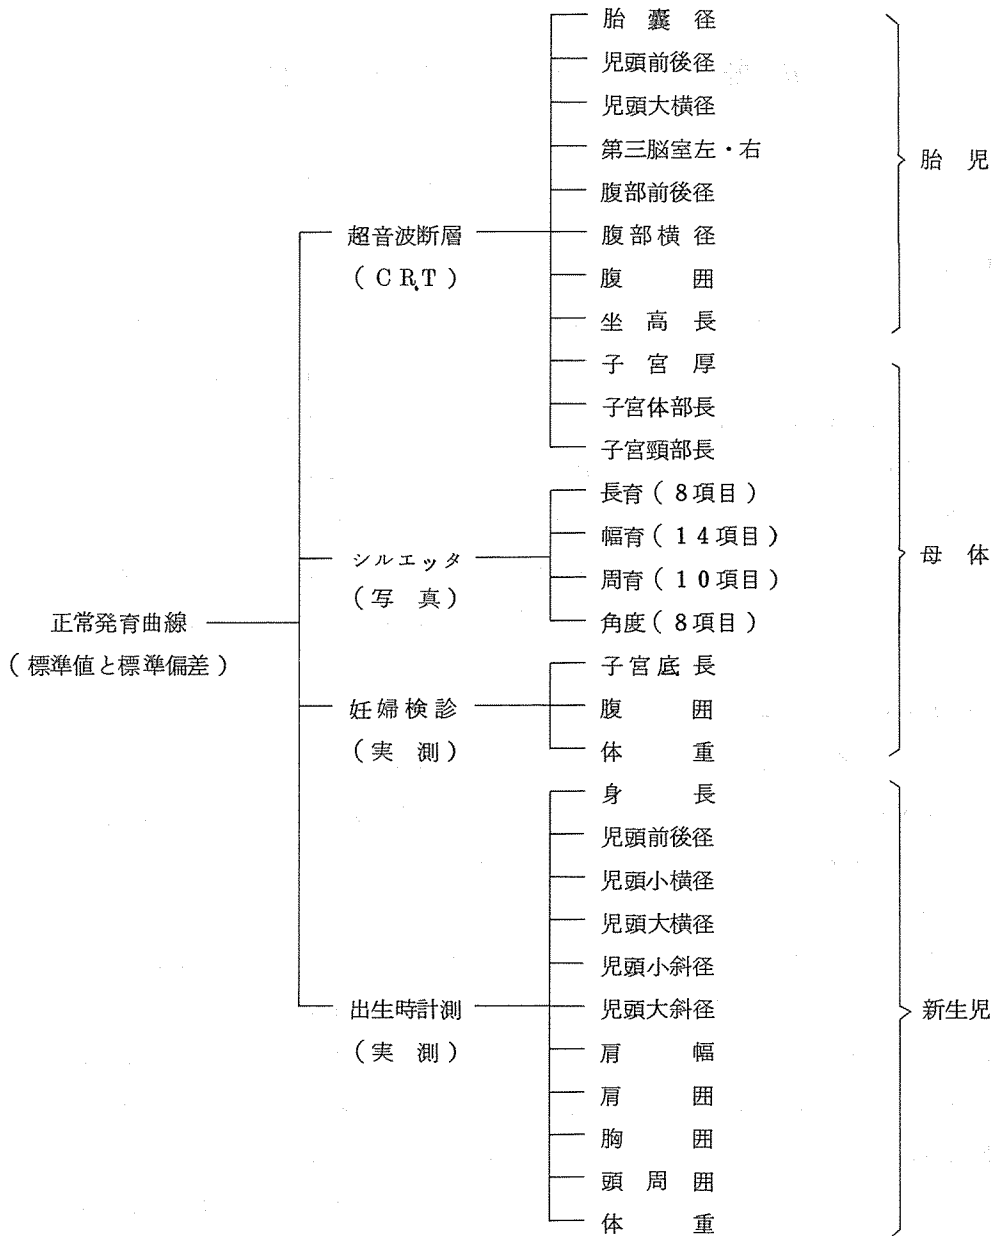 胎嚢径
児頭前後径
児頭大横径
第三脳室左・右
腹部前後径
腹部横径
腹囲
坐高長
子宮厚
子宮体部長
子宮頸部長
胎児
超音波断層
(CRT)
長育(8項目)
幅育(14項目)
周育(10項目)
角度(8項目)
シルエッタ
(写真)
母体
正常発育曲線
(標準値と標準偏差)
子宮底長
腹囲
体重
妊婦検診
(実測)
身長
児頭前後径
児頭小横径
児頭大横径
児頭小斜径
児頭大斜径
肩幅
肩囲
胸囲
頭周囲
体重
出生時計測
(実測)
新生児